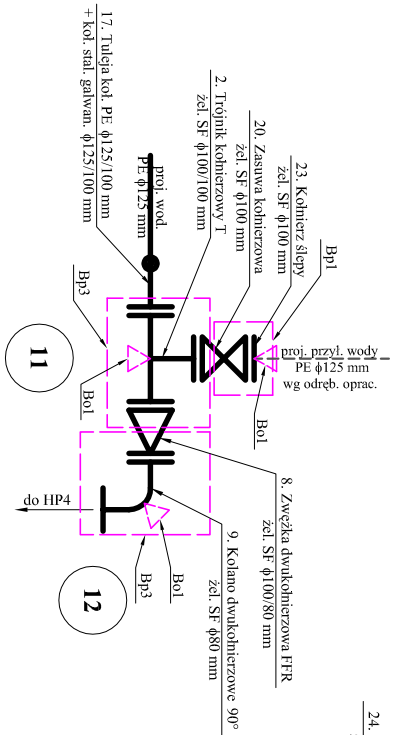 17. Tuleja koł. PE ϕ125/100 mm
+ koł. stal. galwan. ϕ125/100 mm
proj. wod.
PE ϕ125 mm
2. Trójnik kołnierzowy T
żel. SF ϕ100/100 mm
20. Zasuwa kołnierzowa
żel. SF ϕ100 mm
23. Kołnierz ślepy
żel. SF ϕ100 mm
Bp1
proj. przył. wody
PE ϕ125 mm
wg odręb. oprac.
Bo1
Bp3
Bo1
11
8. Zwężka dwukołnierzowa FFR
żel. SF ϕ100/80 mm
9. Kolano dwukołnierzowe 90°
żel. SF ϕ80 mm
Bo1
Bp3
12
do HP4
24.